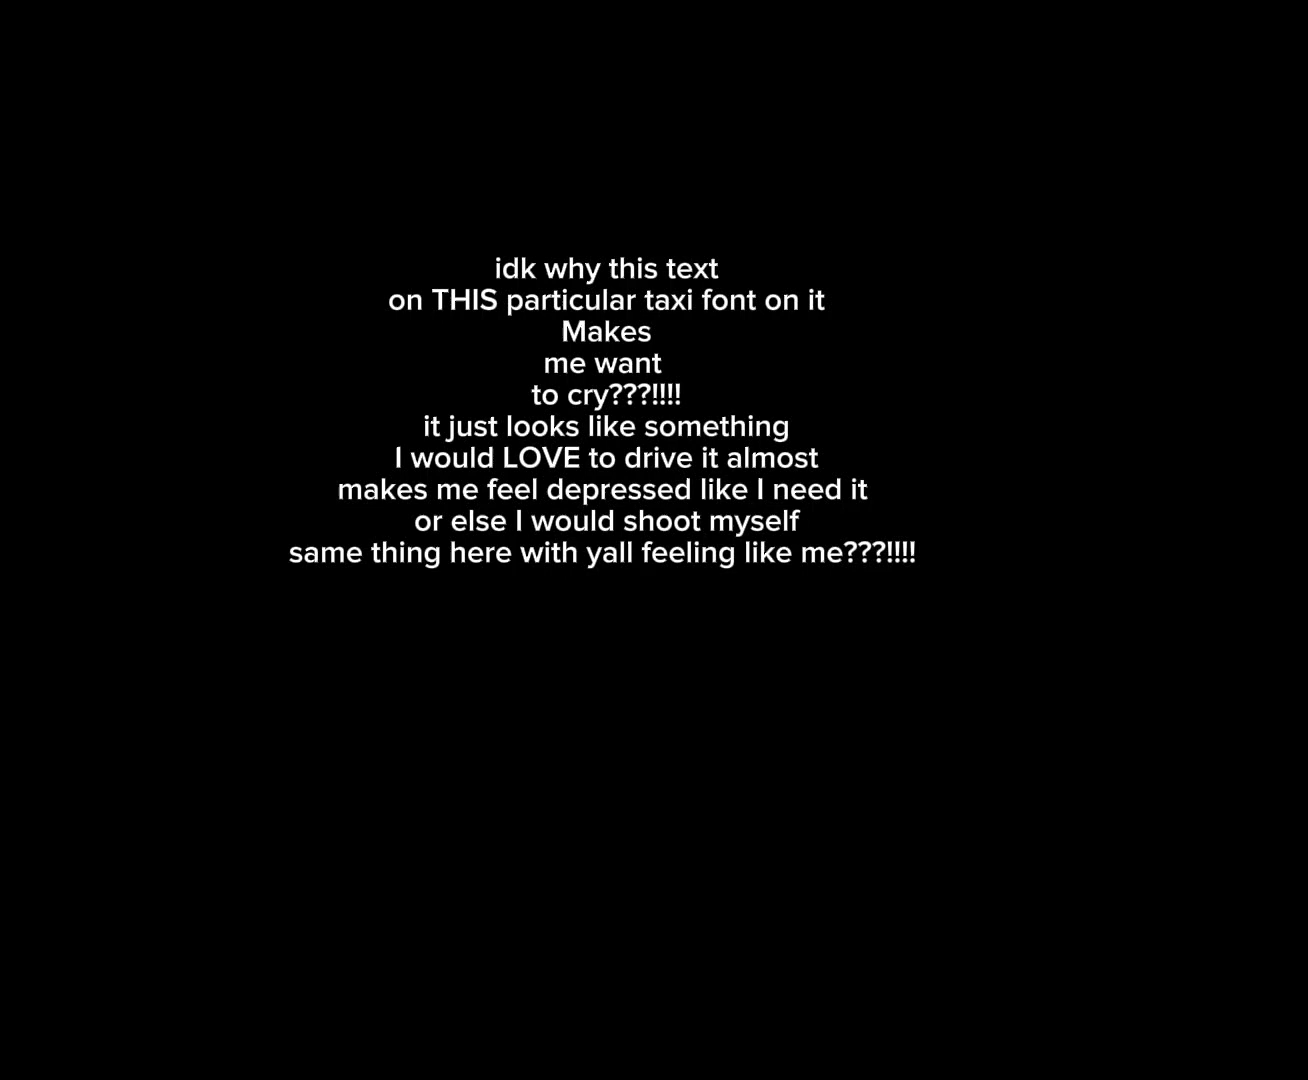 idk why this text
on THIS particular taxi font on it
Makes
me want
to cry???!!!!
it just looks like something
I would LOVE to drive it almost
makes me feel depressed like I need it
or else I would shoot myself
same thing here with yall feeling like me???!!!!